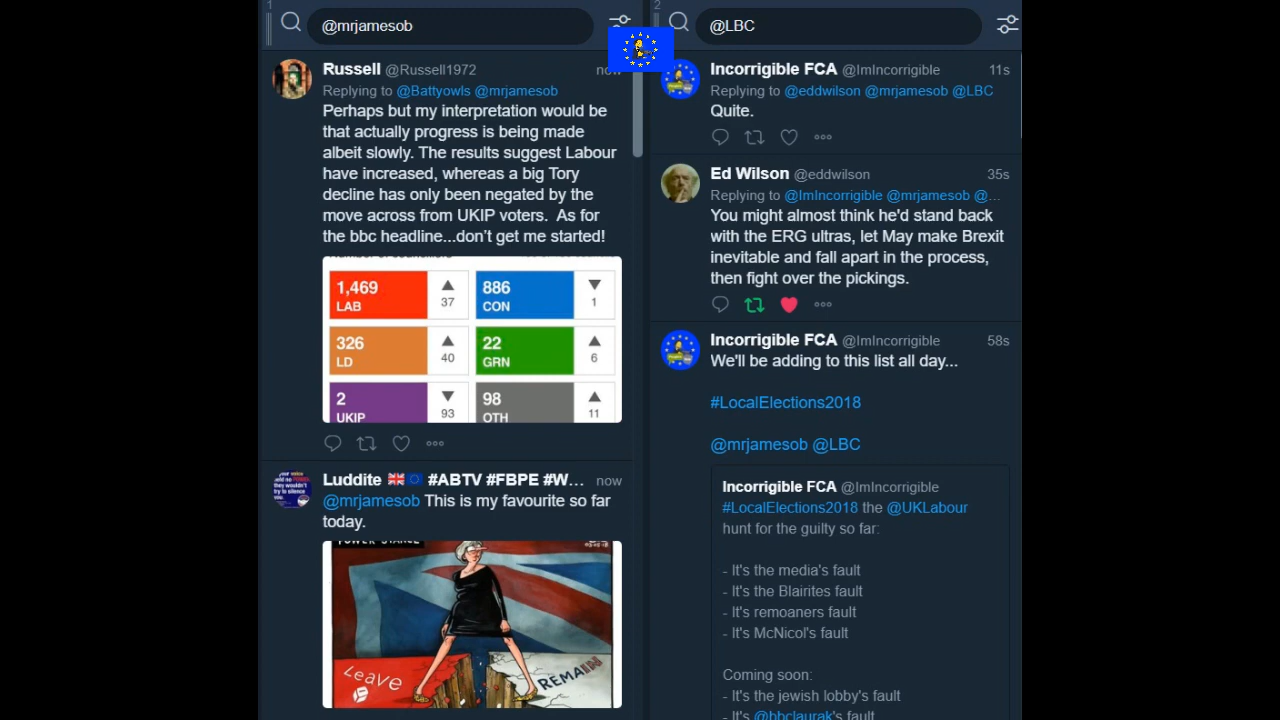 1
@mrjamesob
Russell @Russell1972
now
Replying to @Battyowls @mrjamesob
Perhaps but my interpretation would be
that actually progress is being made
albeit slowly. The results suggest Labour
have increased, whereas a big Tory
decline has only been negated by the
move across from UKIP voters. As for
the bbc headline...don't get me started!
1,469
LAB
37
886
CON
1
326
LD
40
22
GRN
6
2
UKIP
93
98
OTH
11
Luddite 🇬🇧🇪🇺 #ABTV #FBPE #W...
now
@mrjamesob This is my favourite so far
today.
POWER STANCE
Leave
REMAIN
2
@LBC
Incorrigible FCA @ImIncorrigible
11s
Replying to @eddwilson @mrjamesob @LBC
Quite.
Ed Wilson @eddwilson
35s
Replying to @ImIncorrigible @mrjamesob @...
You might almost think he'd stand back
with the ERG ultras, let May make Brexit
inevitable and fall apart in the process,
then fight over the pickings.
Incorrigible FCA @ImIncorrigible
58s
We'll be adding to this list all day...
#LocalElections2018
@mrjamesob @LBC
Incorrigible FCA @ImIncorrigible
#LocalElections2018 the @UKLabour
hunt for the guilty so far:
- It's the media's fault
- It's the Blairites fault
- It's remoaners fault
- It's McNicol's fault
Coming soon:
- It's the jewish lobby's fault
- It's @bbclaurak's fault